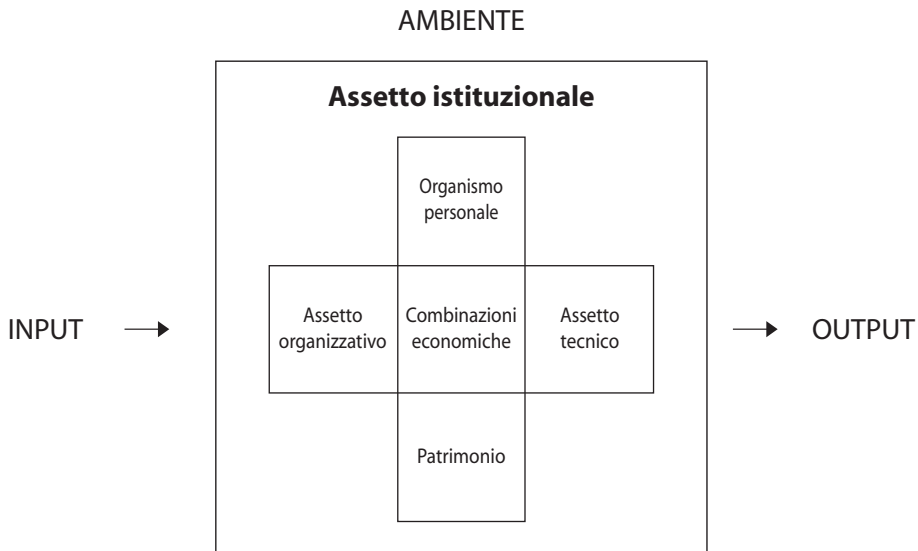 AMBIENTE
Assetto istituzionale
Organismo
personale
INPUT
Assetto
organizzativo
Combinazioni
economiche
Assetto
tecnico
OUTPUT
Patrimonio